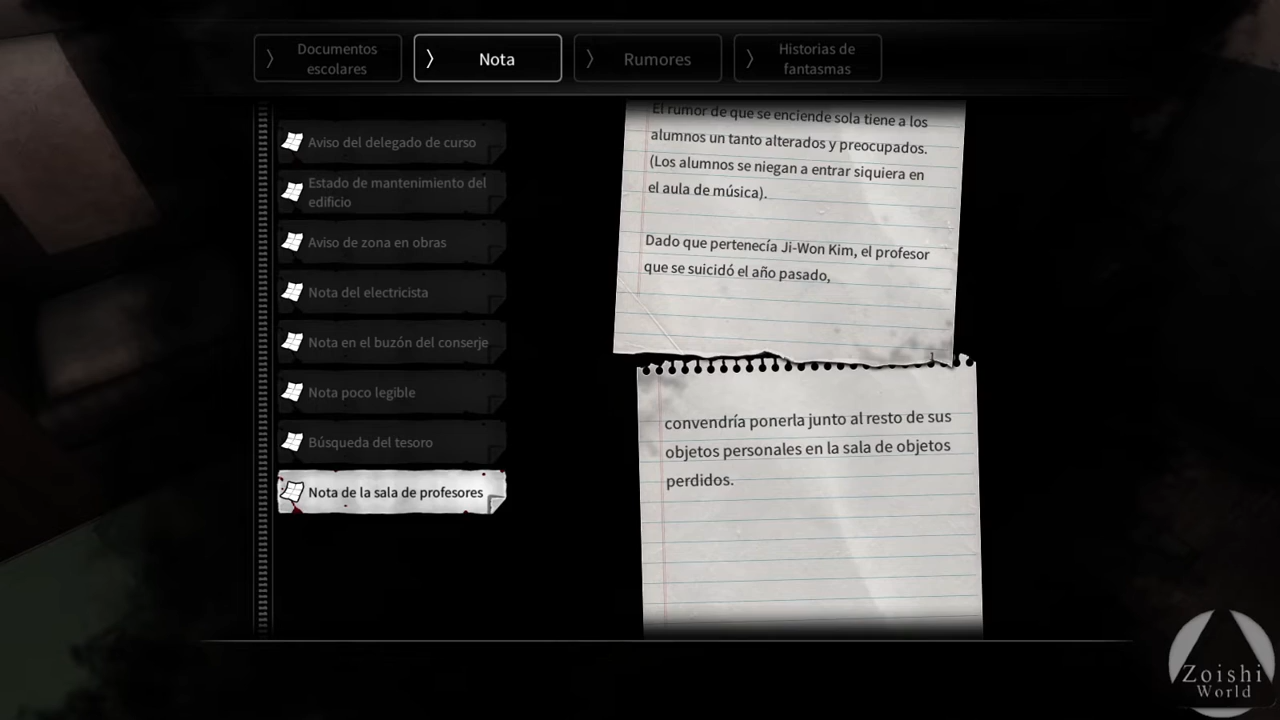 Documentos
escolares
Nota
Rumores
Historias de
fantasmas
Aviso del delegado de curso
Estado de mantenimiento del
edificio
Aviso de zona en obras
Nota del electricista
Nota en el buzón del conserje
Nota poco legible
Búsqueda del tesoro
Nota de la sala de profesores
El rumor de que se enciende sola tiene a los
alumnos un tanto alterados y preocupados.
(Los alumnos se niegan a entrar siquiera en
el aula de música).
Dado que pertenecía Ji-Won Kim, el profesor
que se suicidó el año pasado,
convendría ponerla junto al resto de sus
objetos personales en la sala de objetos
perdidos.
Zoishi
World